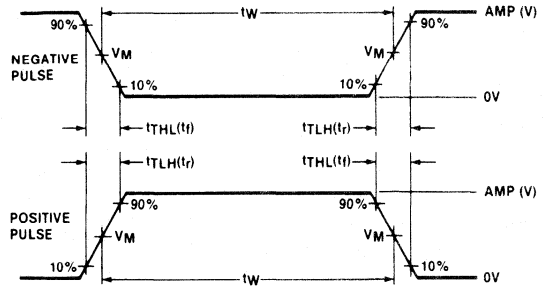 tW
AMP (V)
90%
90%
VM
VM
NEGATIVE
PULSE
10%
10%
0V
tTHL(tf)
tTLH(tr)
tTLH(tr)
tTHL(tf)
AMP (V)
90%
90%
POSITIVE
PULSE
VM
VM
10%
10%
tW
0V